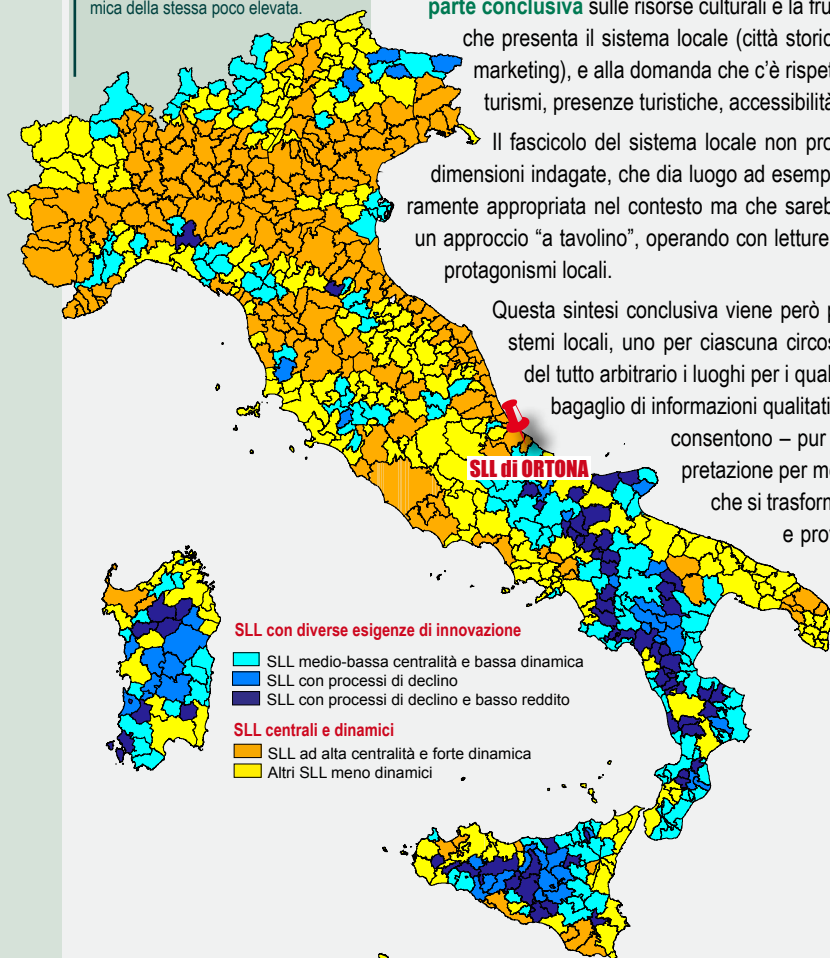 mica della stessa poco elevata.
parte conclusiva sulle risorse culturali e la fru
che presenta il sistema locale (città storic
marketing), e alla domanda che c'è rispet
turismi, presenze turistiche, accessibilità
Il fascicolo del sistema locale non pro
dimensioni indagate, che dia luogo ad esemp
ramente appropriata nel contesto ma che sareb
un approccio “a tavolino”, operando con letture
protagonismi locali.
Questa sintesi conclusiva viene però p
stemi locali, uno per ciascuna circos
del tutto arbitrario i luoghi per i qual
bagaglio di informazioni qualitati
consentono – pur
pretazione per me
che si trasform
e prot
SLL di ORTONA
SLL con diverse esigenze di innovazione
SLL medio-bassa centralità e bassa dinamica
SLL con processi di declino
SLL con processi di declino e basso reddito
SLL centrali e dinamici
SLL ad alta centralità e forte dinamica
Altri SLL meno dinamici